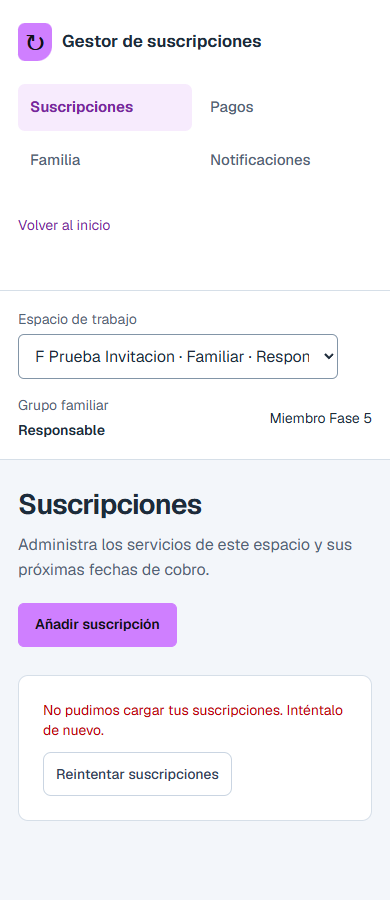 Gestor de suscripciones
Suscripciones
Pagos
Familia
Notificaciones
Volver al inicio
Espacio de trabajo
F Prueba Invitacion · Familiar · Respon
Grupo familiar
Responsable
Miembro Fase 5
Suscripciones
Administra los servicios de este espacio y sus
próximas fechas de cobro.
Añadir suscripción
No pudimos cargar tus suscripciones. Inténtalo
de nuevo.
Reintentar suscripciones